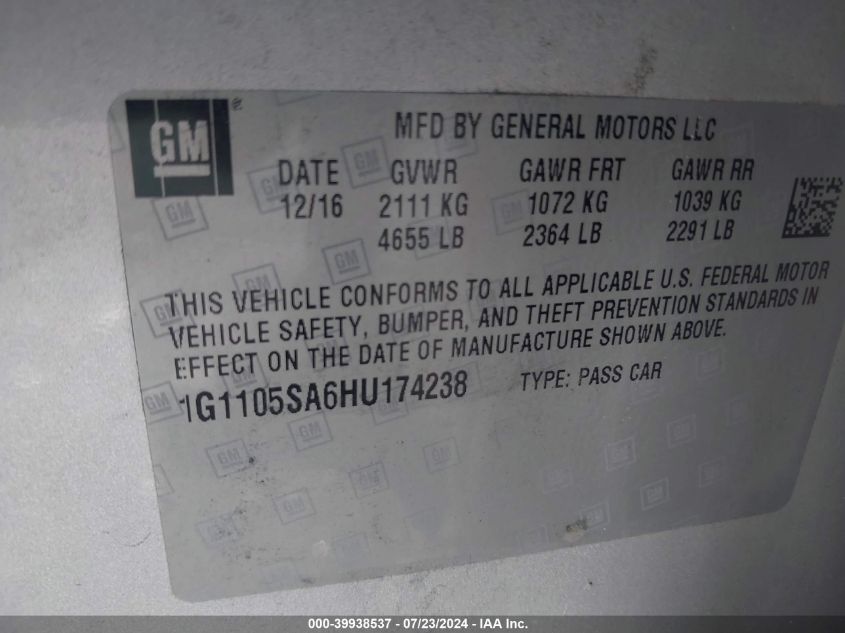 GM ®
MFD BY GENERAL MOTORS LLC
DATE GVWR GAWR FRT GAWR RR
12/16 2111 KG 1072 KG 1039 KG
4655 LB 2364 LB 2291 LB
THIS VEHICLE CONFORMS TO ALL APPLICABLE U.S. FEDERAL MOTOR
VEHICLE SAFETY, BUMPER, AND THEFT PREVENTION STANDARDS IN
EFFECT ON THE DATE OF MANUFACTURE SHOWN ABOVE.
1G1105SA6HU174238 TYPE: PASS CAR
000-39938537 - 07/23/2024 - IAA Inc.